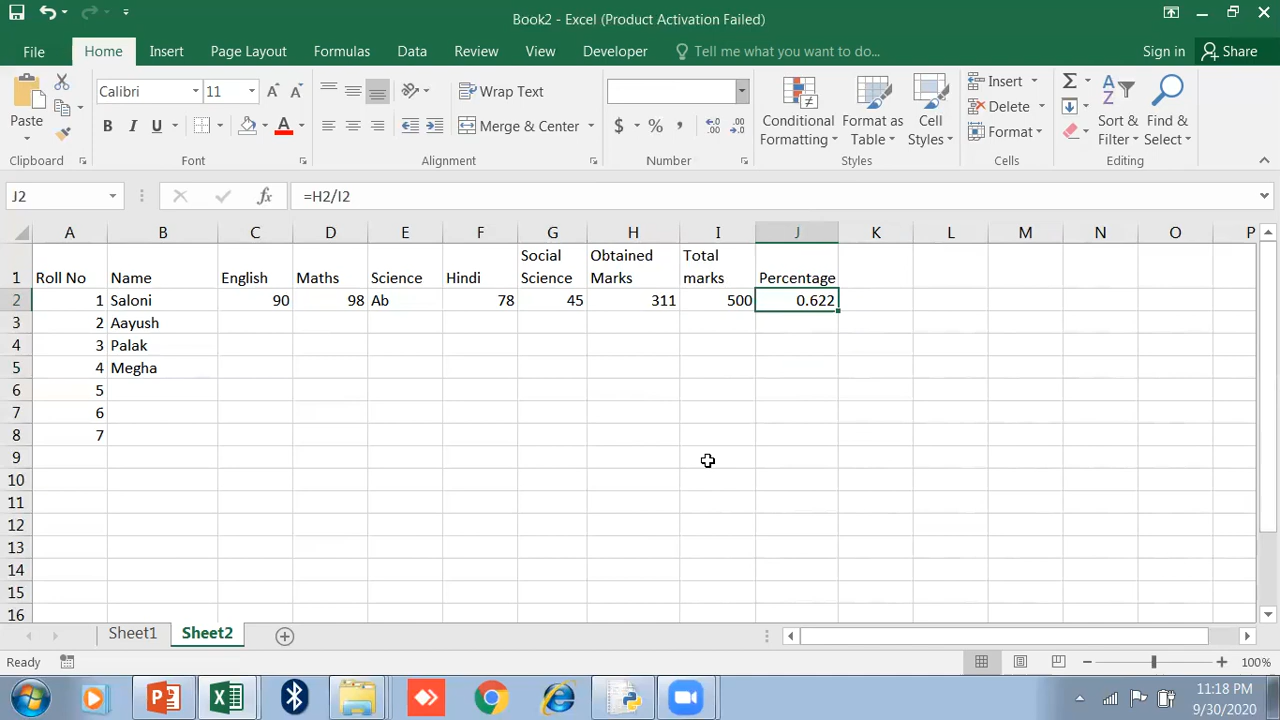 Book2 - Excel (Product Activation Failed)
File Home Insert Page Layout Formulas Data Review View Developer Tell me what you want to do... Sign in Share
Paste
Clipboard
Calibri 11
B I U A
Font
Wrap Text
Merge & Center
Alignment
$ % ,
Number
Conditional Formatting
Format as Table
Cell Styles
Styles
Insert
Delete
Format
Cells
Sort & Filter
Find & Select
Editing
J2 fx =H2/I2
A B C D E F G H I J K L M N O P
1 Roll No Name English Maths Science Hindi Social Science Obtained Marks Total marks Percentage
2 1 Saloni 90 98 Ab 78 45 311 500 0.622
3 2 Aayush
4 3 Palak
5 4 Megha
6 5
7 6
8 7
9
10
11
12
13
14
15
16
Sheet1 Sheet2
Ready 100%
11:18 PM
9/30/2020